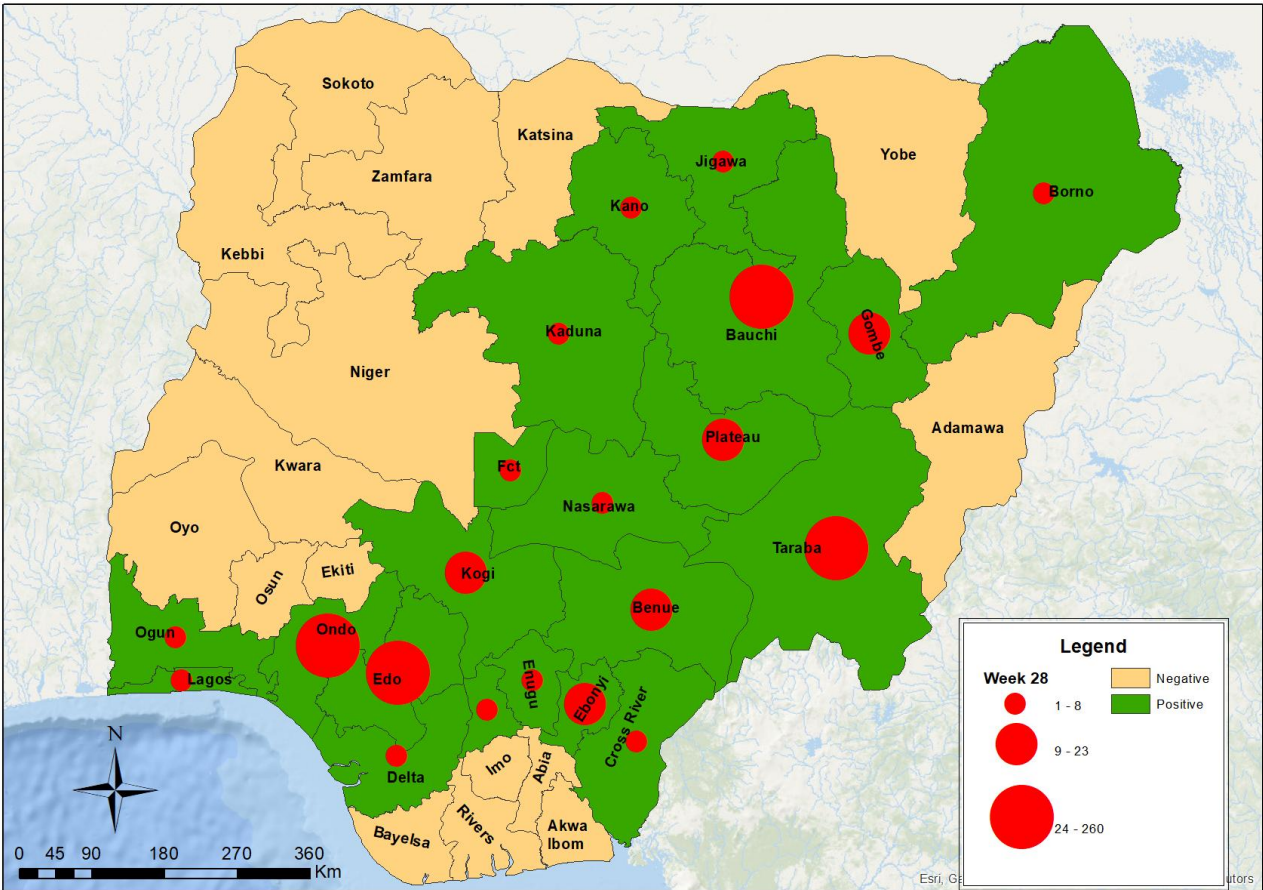 Sokoto
Katsina
Yobe
Zamfara
Jigawa
Borno
Kano
Kebbi
Gombe
Kaduna
Bauchi
Niger
Adamawa
Plateau
Kwara
Fct
Nasarawa
Oyo
Taraba
Osun
Ekiti
Kogi
Benue
Ogun
Ondo
Lagos
Edo
Enugu
Ebonyi
Cross River
Delta
Imo
Abia
Bayelsa
Rivers
Akwa
Ibom
N
0 45 90 180 270 360
Km
Legend
Week 28
Negative
1 - 8
Positive
9 - 23
24 - 260
Esri,